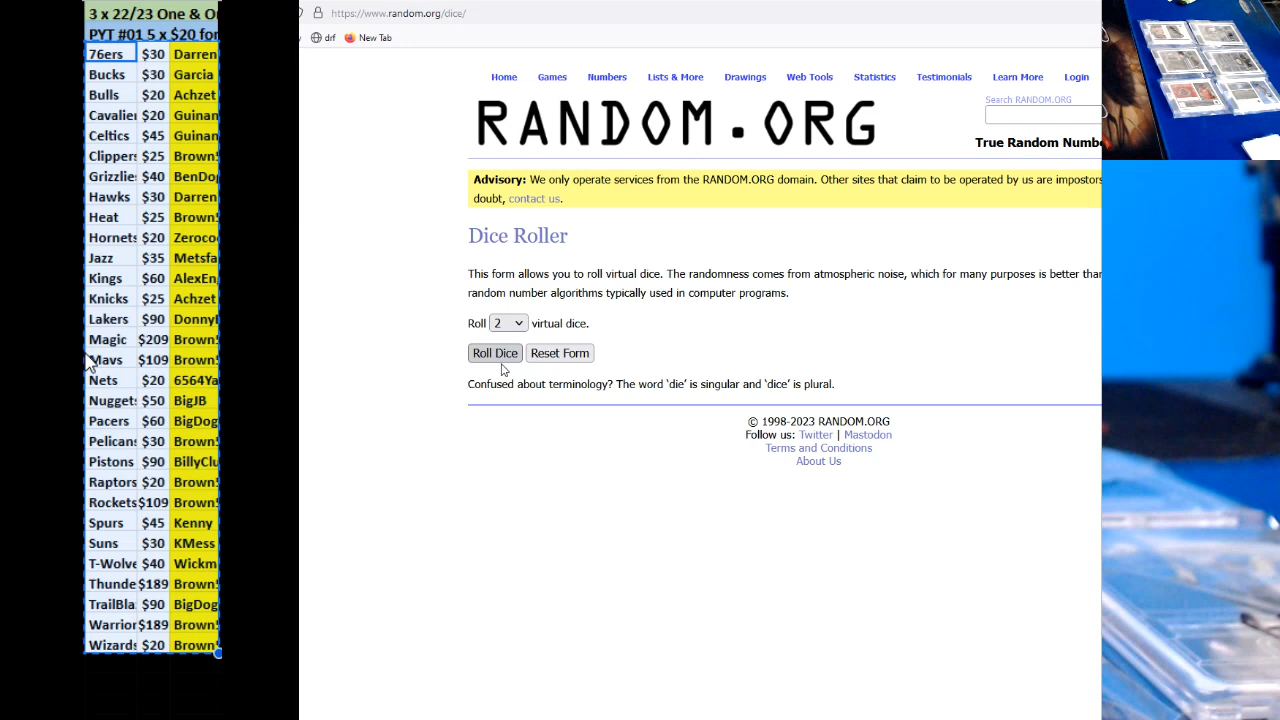 3 x 22/23 One & O
PYT #01 5 x $20 for
76ers $30 Darren
Bucks $30 Garcia
Bulls $20 Achzet
Cavalier $20 Guinan
Celtics $45 Guinan
Clippers $25 Brown
Grizzlies $40 BenDo
Hawks $30 Darren
Heat $25 Brown
Hornets $20 Zeroco
Jazz $35 Metsfa
Kings $60 AlexEn
Knicks $25 Achzet
Lakers $90 Donny
Magic $209 Brown
Mavs $109 Brown
Nets $20 6564Ya
Nuggets $50 BigJB
Pacers $60 BigDog
Pelicans $30 Brown
Pistons $90 BillyClu
Raptors $20 Brown
Rockets $109 Brown
Spurs $45 Kenny
Suns $30 KMess
T-Wolve $40 Wickm
Thunde $189 Brown
TrailBla $90 BigDog
Warrior $189 Brown
Wizards $20 Brown
https://www.random.org/dice/
drf New Tab
Home Games Numbers Lists & More Drawings Web Tools Statistics Testimonials Learn More Login
RANDOM.ORG
Search RANDOM.ORG
True Random Numb
Advisory: We only operate services from the RANDOM.ORG domain. Other sites that claim to be operated by us are impostors
doubt, contact us.
Dice Roller
This form allows you to roll virtual dice. The randomness comes from atmospheric noise, which for many purposes is better tha
random number algorithms typically used in computer programs.
Roll 2 virtual dice.
Roll Dice Reset Form
Confused about terminology? The word 'die' is singular and 'dice' is plural.
© 1998-2023 RANDOM.ORG
Follow us: Twitter | Mastodon
Terms and Conditions
About Us